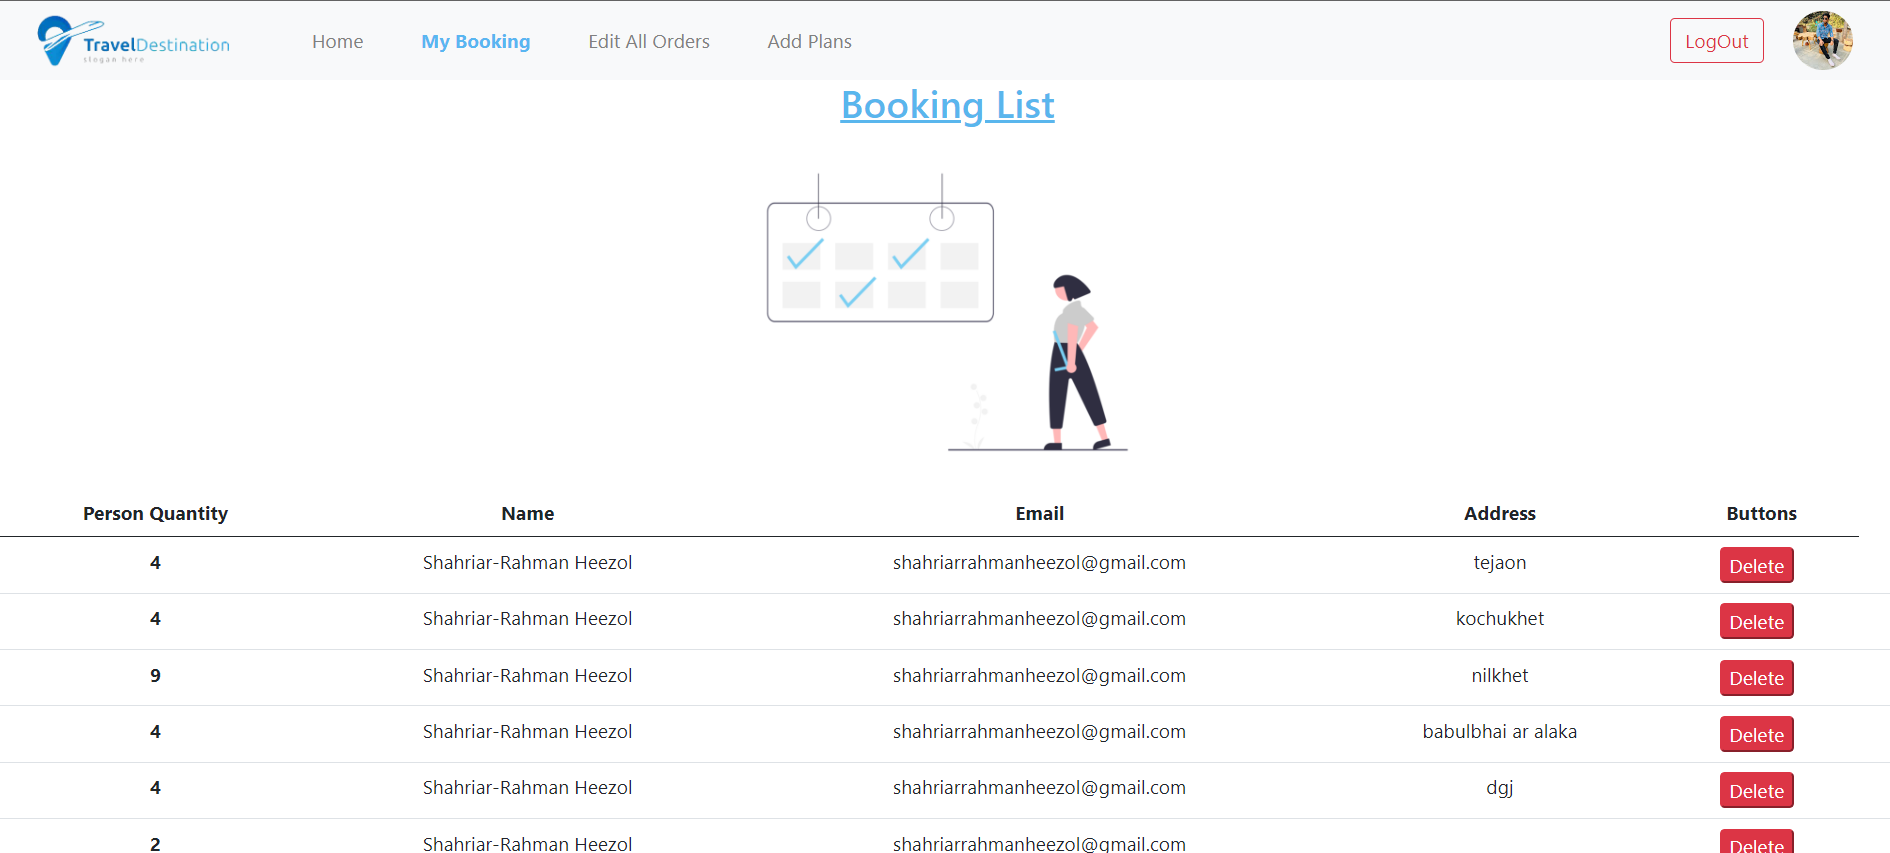 TravelDestination
slogan here
Home My Booking Edit All Orders Add Plans LogOut
Booking List
Person Quantity Name Email Address Buttons
4 Shahriar-Rahman Heezol shahriarrahmanheezol@gmail.com tejaon Delete
4 Shahriar-Rahman Heezol shahriarrahmanheezol@gmail.com kochukhet Delete
9 Shahriar-Rahman Heezol shahriarrahmanheezol@gmail.com nilkhet Delete
4 Shahriar-Rahman Heezol shahriarrahmanheezol@gmail.com babulbhai ar alaka Delete
4 Shahriar-Rahman Heezol shahriarrahmanheezol@gmail.com dgj Delete
2 Shahriar-Rahman Heezol shahriarrahmanheezol@gmail.com Delete